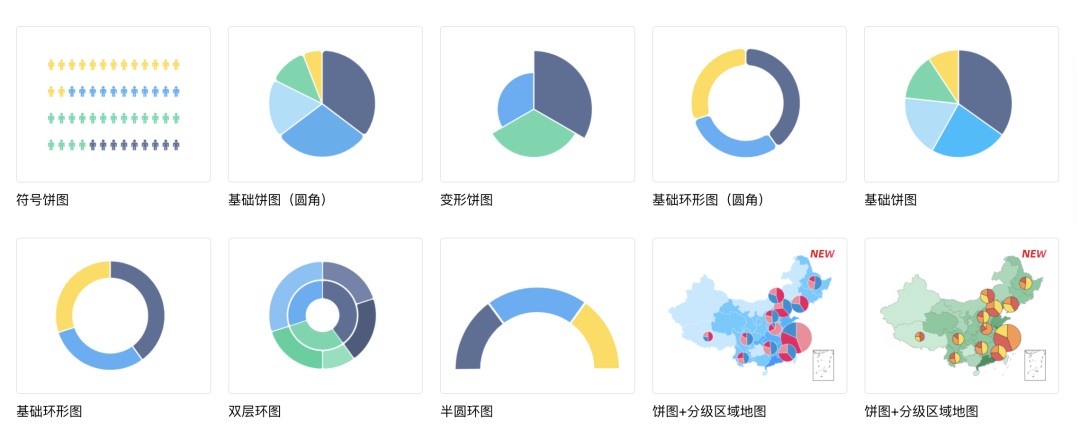 符号饼图
基础饼图（圆角）
变形饼图
基础环形图（圆角）
基础饼图
NEW
NEW
基础环形图
双层环图
半圆环图
饼图+分级区域地图
饼图+分级区域地图